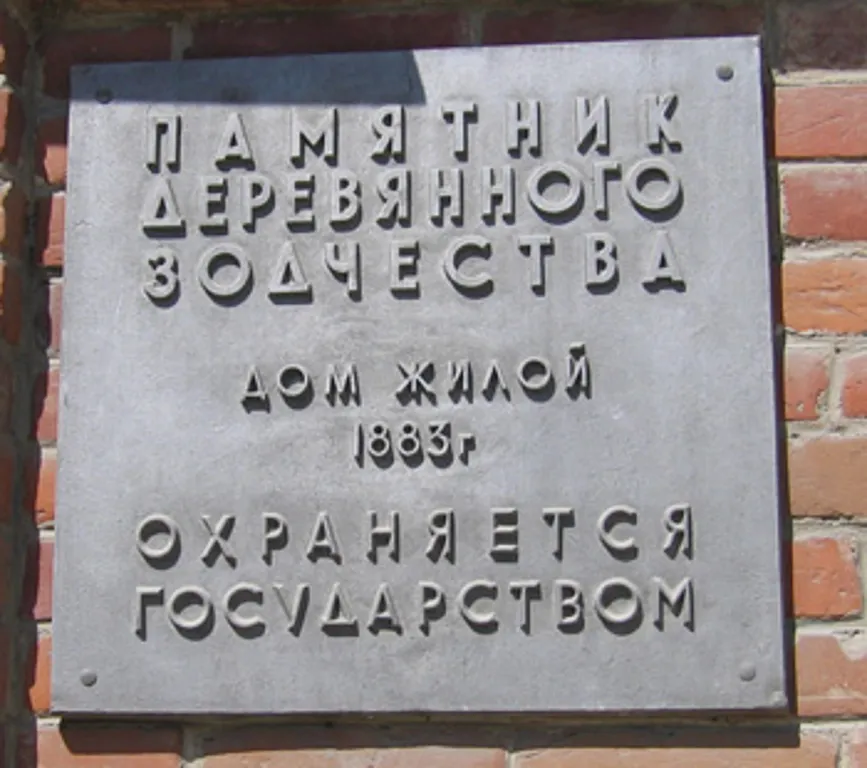 ПАМЯТНИК
ДЕРЕВЯННОГО
ЗОДЧЕСТВА
ДОМ ЖИЛОЙ
1883г
ОХРАНЯЕТСЯ
ГОСУДАРСТВОМ